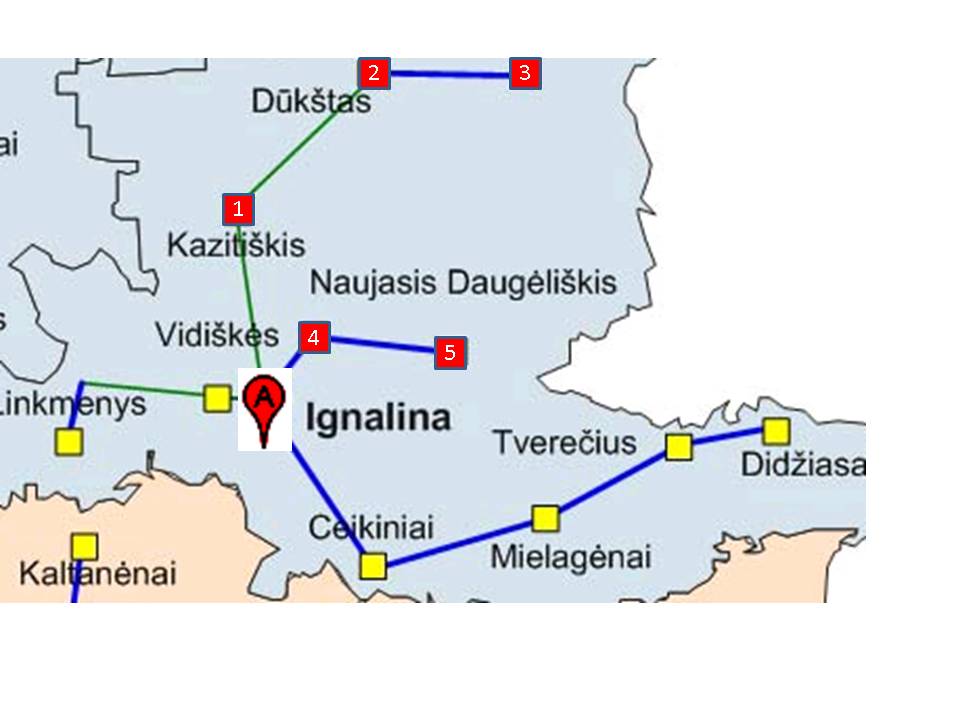 2
3
Dūkštas
ai
1
Kazitiškis
Naujasis Daugėliškis
s
Vidiškės
4
5
A
Linkmenys
Ignalina
Tverečius
Didžiasa
Ceikiniai
Mielagėnai
Kaltanėnai